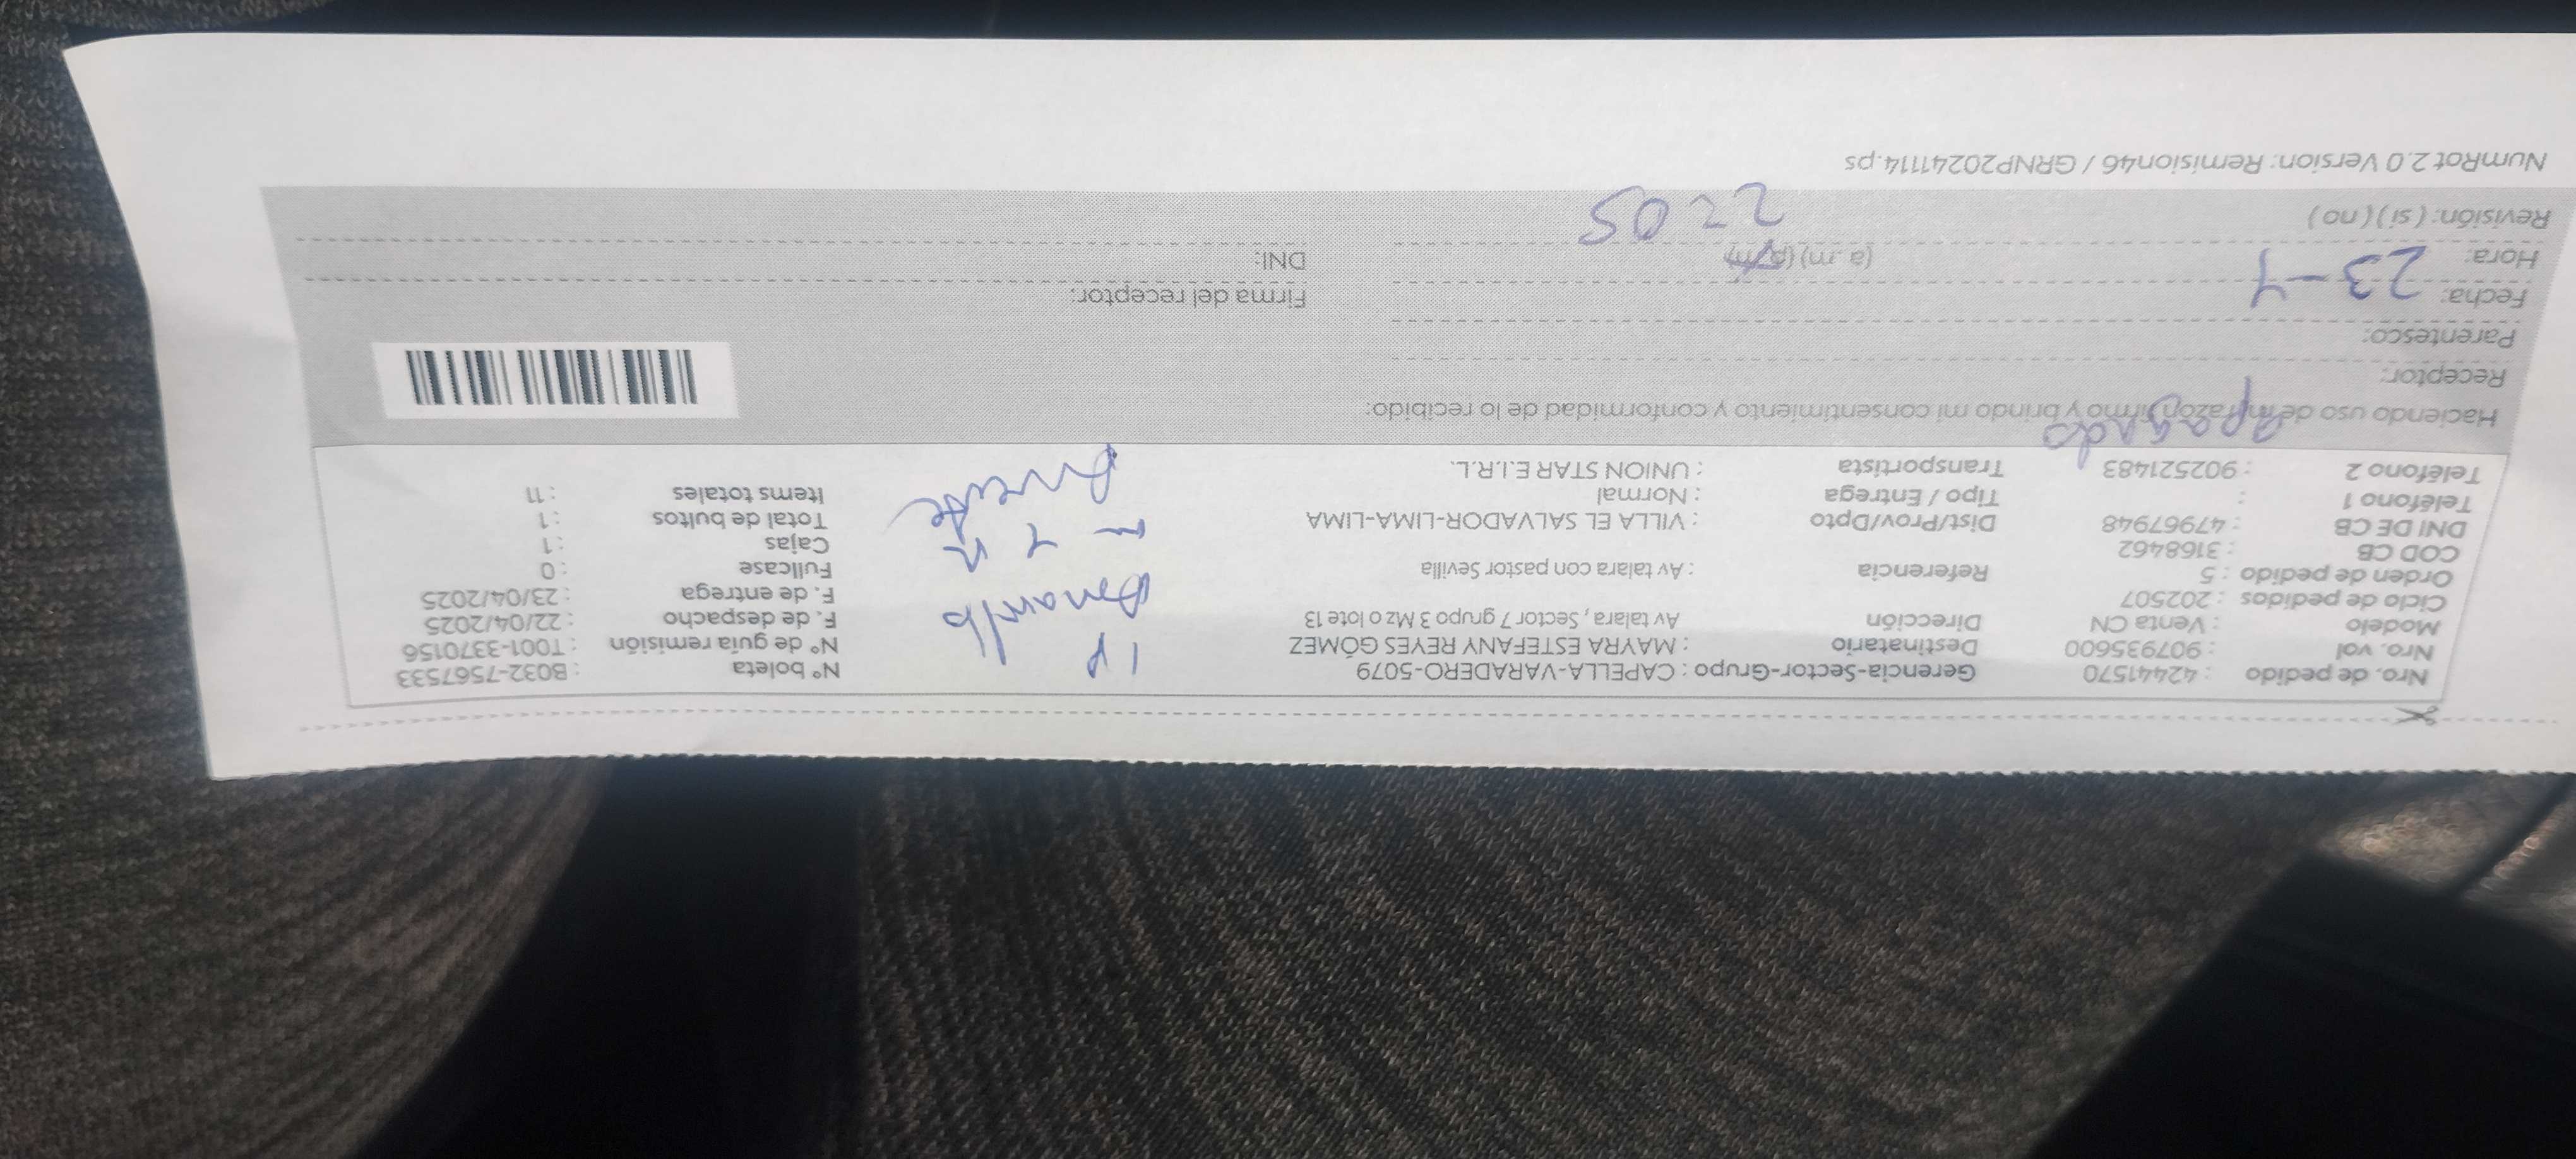 Nro. de pedido : 42441570 Gerencia-Sector-Grupo : CAPELLA-VARADERO-5079 N° boleta : B032-7567533
Nro. vol : 907935600 Destinatario : MAYRA ESTEFANY REYES GOMEZ N° de guía remisión : T001-3370156
Modelo : Venta CN Dirección Av talara , Sector 7 grupo 3 Mz o lote 13 F. de despacho : 22/04/2025
Ciclo de pedidos : 202507 F. de entrega : 23/04/2025
Orden de pedido : 5 Referencia : Av talara con pastor Sevilla Fullcase : 0
COD CB : 3168462 Cajas : 1
DNI DE CB : 47967948 Dist/Prov/Dpto : VILLA EL SALVADOR-LIMA-LIMA Total de bultos : 1
Teléfono 1 : Tipo / Entrega : Normal Items totales : 11
Teléfono 2 : 902521483 Transportista : UNION STAR E.I.R.L.
1P
Apagado
Haciendo uso de mi razón firmo y brindo mi consentimiento y conformidad de lo recibido:
Receptor:
Parentesco:
Fecha: 23-4 Firma del receptor:
Hora: (a .m) (p.m) DNI:
2:05
Revisión: ( si ) ( no )
NumRot 2.0 Version: Remision46 / GRNP20241114.ps